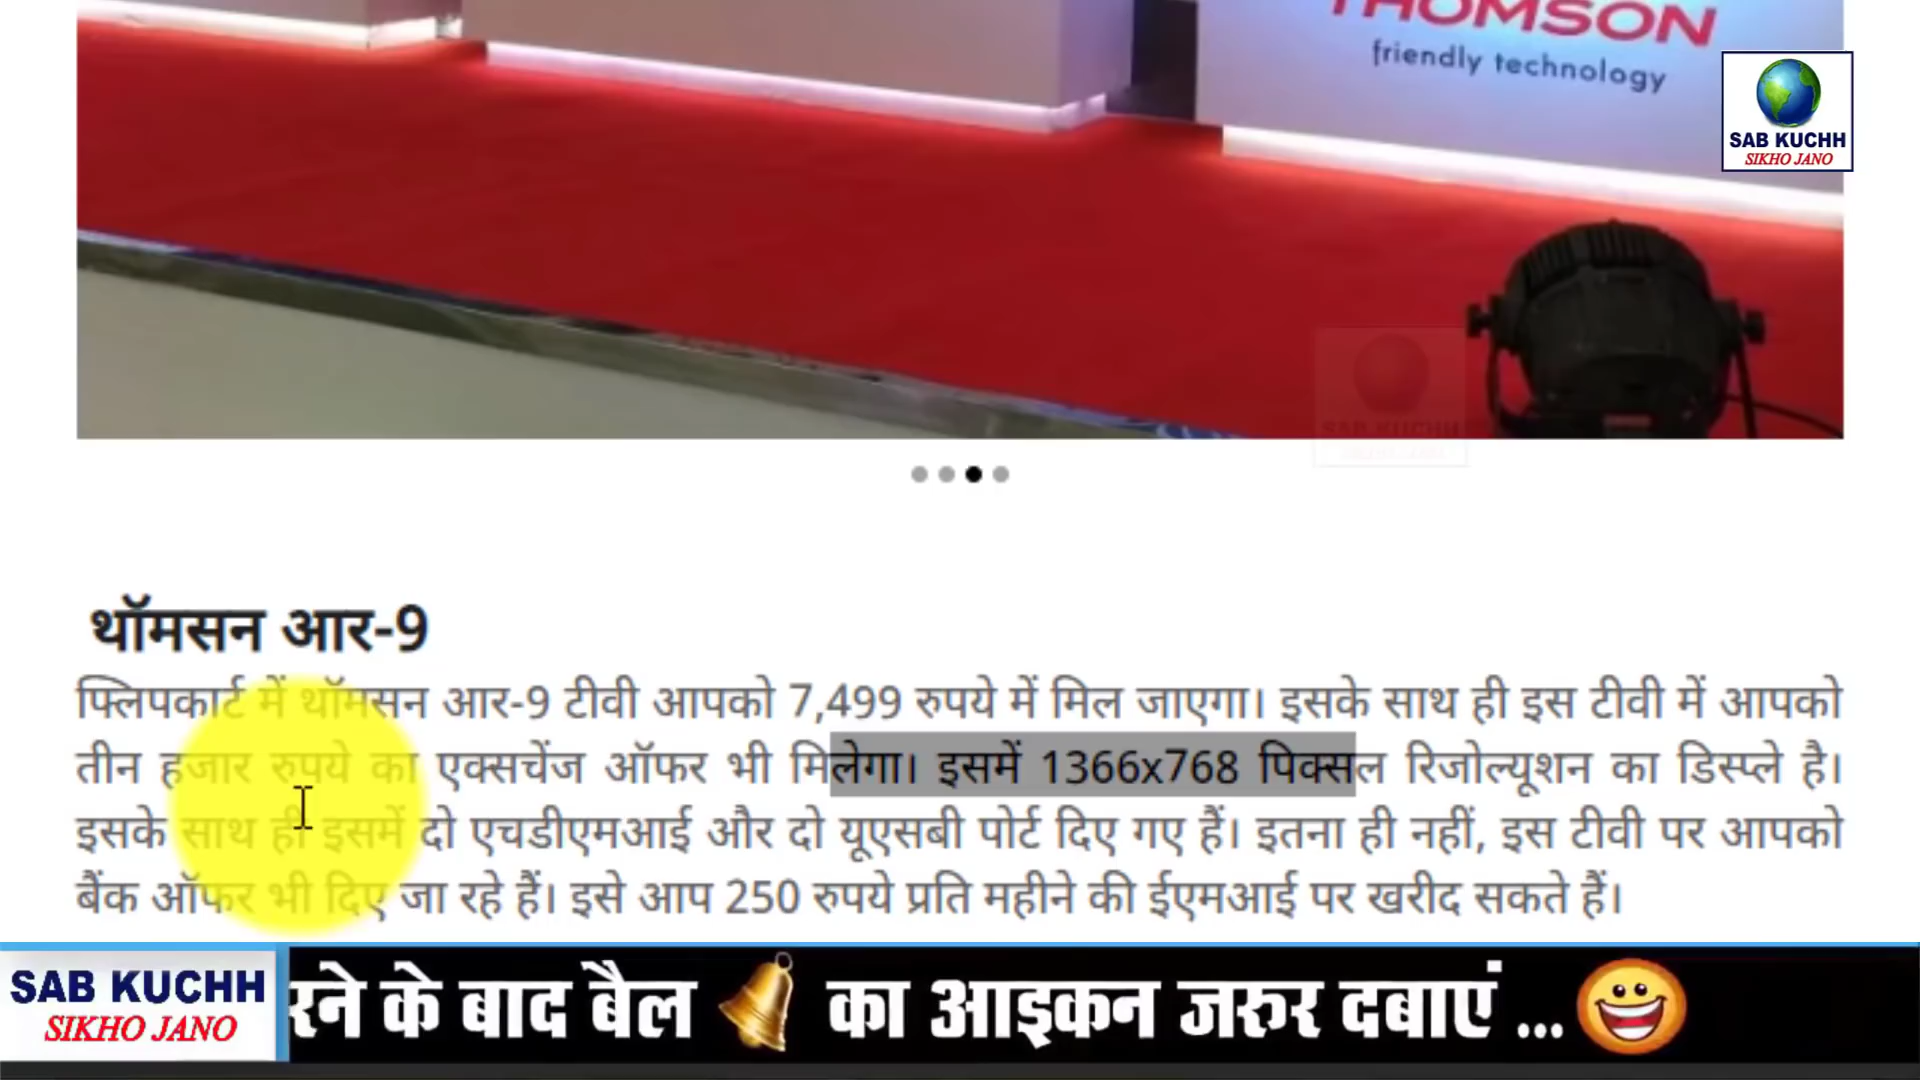 THOMSON
friendly technology
SAB KUCHH
SIKHO JANO
थॉमसन आर-9
फ्लिपकार्ट में थॉमसन आर-9 टीवी आपको 7,499 रुपये में मिल जाएगा। इसके साथ ही इस टीवी में आपको
तीन हजार रुपये का एक्सचेंज ऑफर भी मिलेगा। इसमें 1366x768 पिक्सल रिजोल्यूशन का डिस्प्ले है।
इसके साथ ही इसमें दो एचडीएमआई और दो यूएसबी पोर्ट दिए गए हैं। इतना ही नहीं, इस टीवी पर आपको
बैंक ऑफर भी दिए जा रहे हैं। इसे आप 250 रुपये प्रति महीने की ईएमआई पर खरीद सकते हैं।
SAB KUCHH
SIKHO JANO
रने के बाद बैल का आइकन जरुर दबाएं ...